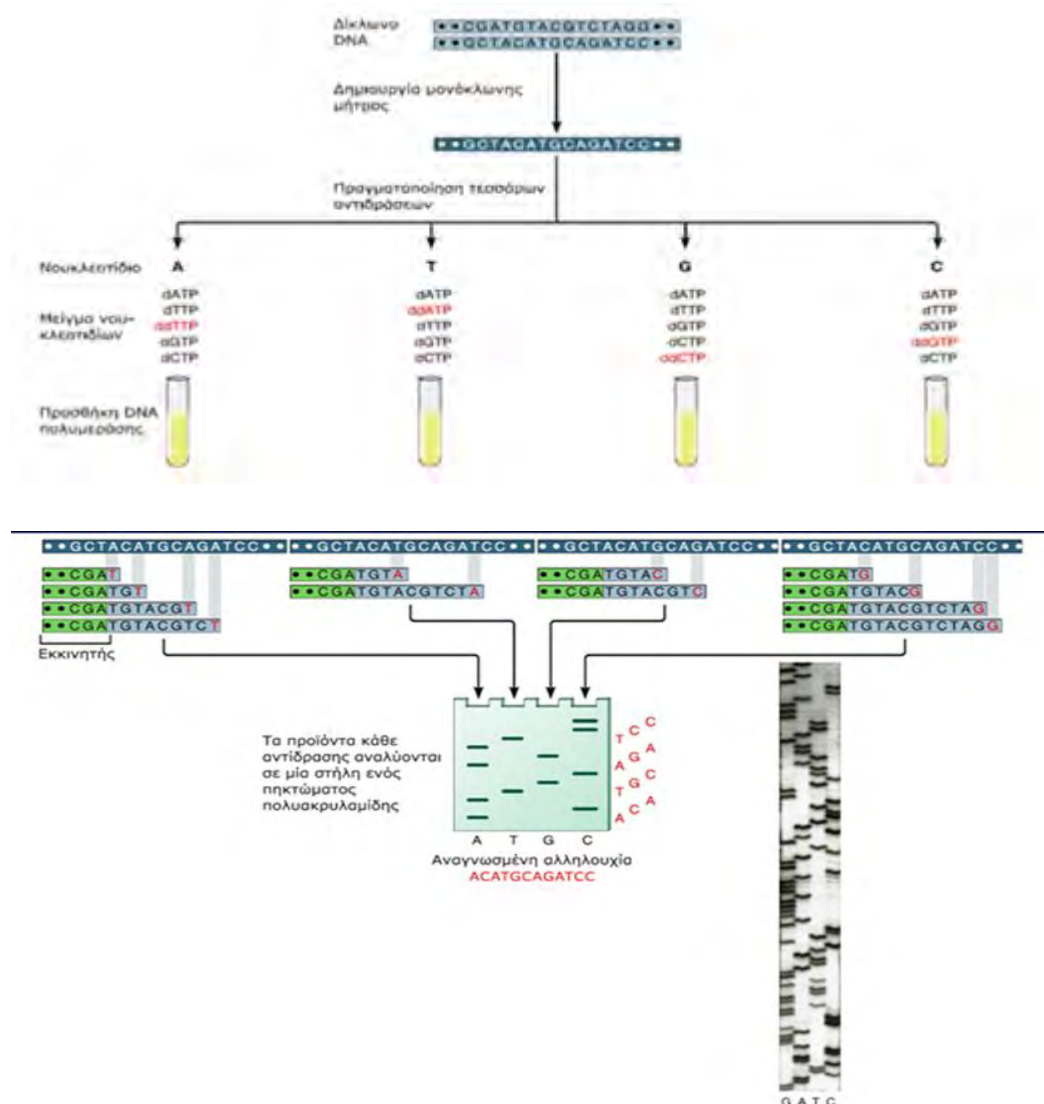 Δίκλωνο
DNA
••CGATGTACGTCTAGG••
••GCTACATGCAGATCC••
Δημιουργία μονόκλωνης
μήτρας
••GCTACATGCAGATCC••
Πραγματοποίηση τεσσάρων
αντιδράσεων
Νουκλεοτίδιο A T G C
Μείγμα νου-
κλεοτιδίων
dATP
dTTP
ddTTP
dGTP
dCTP
dATP
ddATP
dTTP
dGTP
dCTP
dATP
dTTP
dGTP
dCTP
ddCTP
dATP
dTTP
dGTP
ddGTP
dCTP
Προσθήκη DNA
πολυμεράσης
••GCTACATGCAGATCC•• ••GCTACATGCAGATCC•• ••GCTACATGCAGATCC•• ••GCTACATGCAGATCC••
••CGAT
••CGATGT
••CGATGTACGT
••CGATGTACGTCT
Εκκινητής
••CGATGTA
••CGATGTACGTCTA
••CGATGTAC
••CGATGTACGTC
••CGATG
••CGATGTACG
••CGATGTACGTCTAG
••CGATGTACGTCTAGG
Τα προϊόντα κάθε
αντίδρασης αναλύονται
σε μία στήλη ενός
πηκτώματος
πολυακρυλαμίδης
C
C
T
A
G
A
C
G
T
A
C
A
A T G C
Αναγνωσμένη αλληλουχία
ACATGCAGATCC
G A T C